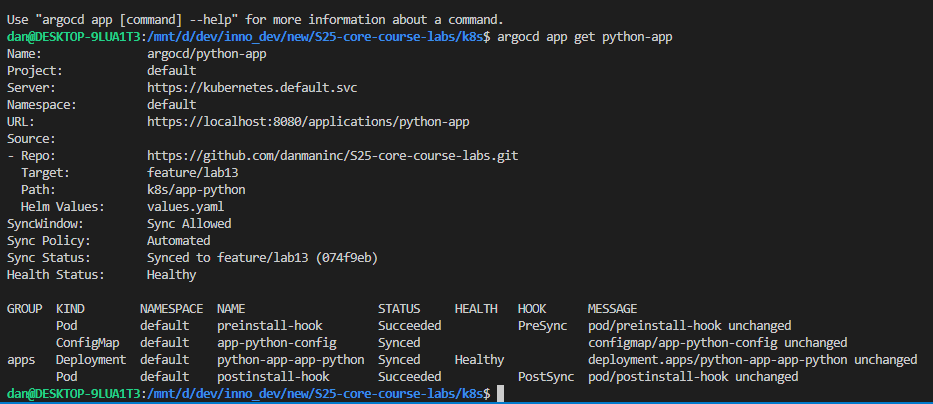 Use "argocd app [command] --help" for more information about a command.
dan@DESKTOP-9LUA1T3:/mnt/d/dev/inno_dev/new/S25-core-course-labs/k8s$ argocd app get python-app
Name:               argocd/python-app
Project:            default
Server:             https://kubernetes.default.svc
Namespace:          default
URL:                https://localhost:8080/applications/python-app
Source:
- Repo:             https://github.com/danmaninc/S25-core-course-labs.git
  Target:           feature/lab13
  Path:             k8s/app-python
  Helm Values:      values.yaml
SyncWindow:         Sync Allowed
Sync Policy:        Automated
Sync Status:        Synced to feature/lab13 (074f9eb)
Health Status:      Healthy

GROUP  KIND        NAMESPACE  NAME                   STATUS     HEALTH   HOOK      MESSAGE
       Pod         default    preinstall-hook        Succeeded           PreSync   pod/preinstall-hook unchanged
       ConfigMap   default    app-python-config      Synced                        configmap/app-python-config unchanged
apps   Deployment  default    python-app-app-python  Synced     Healthy            deployment.apps/python-app-app-python unchanged
       Pod         default    postinstall-hook       Succeeded           PostSync  pod/postinstall-hook unchanged
dan@DESKTOP-9LUA1T3:/mnt/d/dev/inno_dev/new/S25-core-course-labs/k8s$